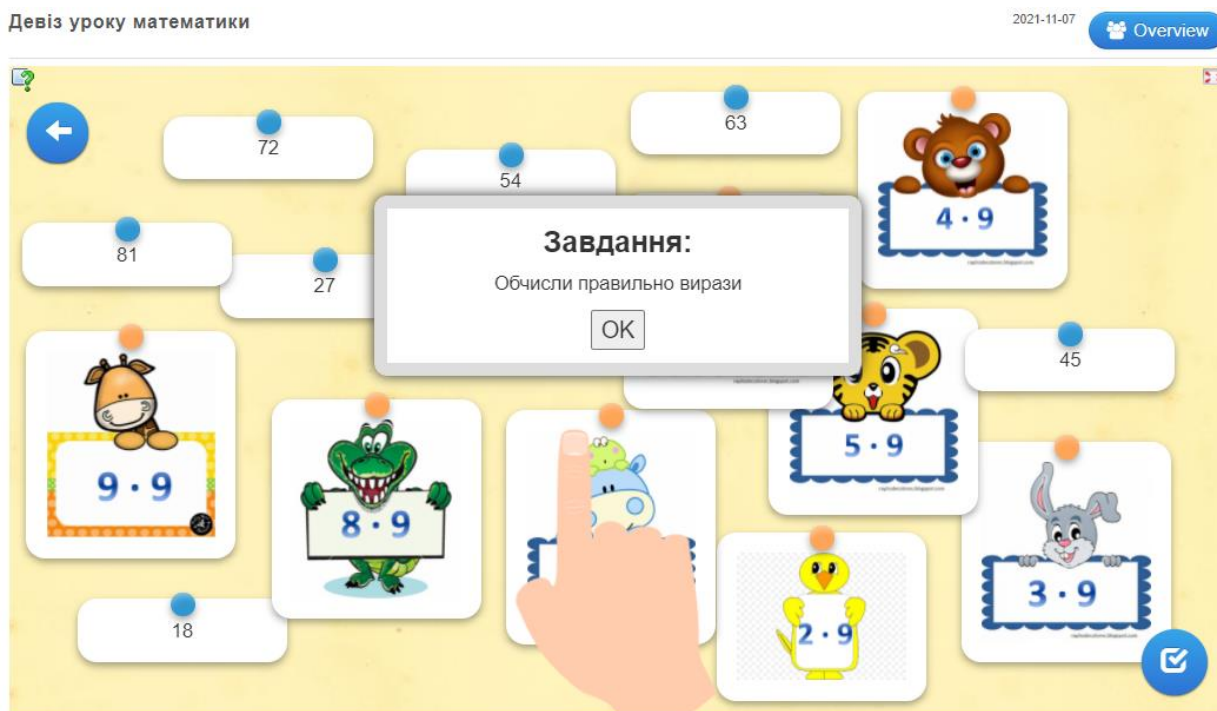 Девіз уроку математики
2021-11-07
Overview
72
54
63
4 · 9
81
27
Завдання:
Обчисли правильно вирази
OK
45
9 · 9
8 · 9
5 · 9
3 · 9
2 · 9
18